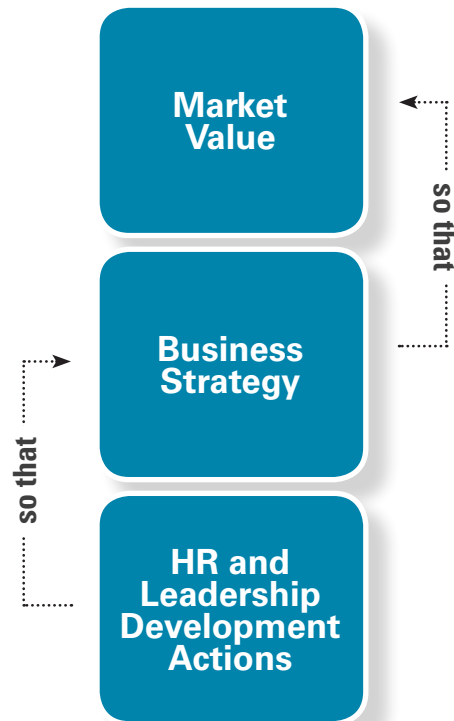 Market
Value
so that
Business
Strategy
so that
HR and
Leadership
Development
Actions